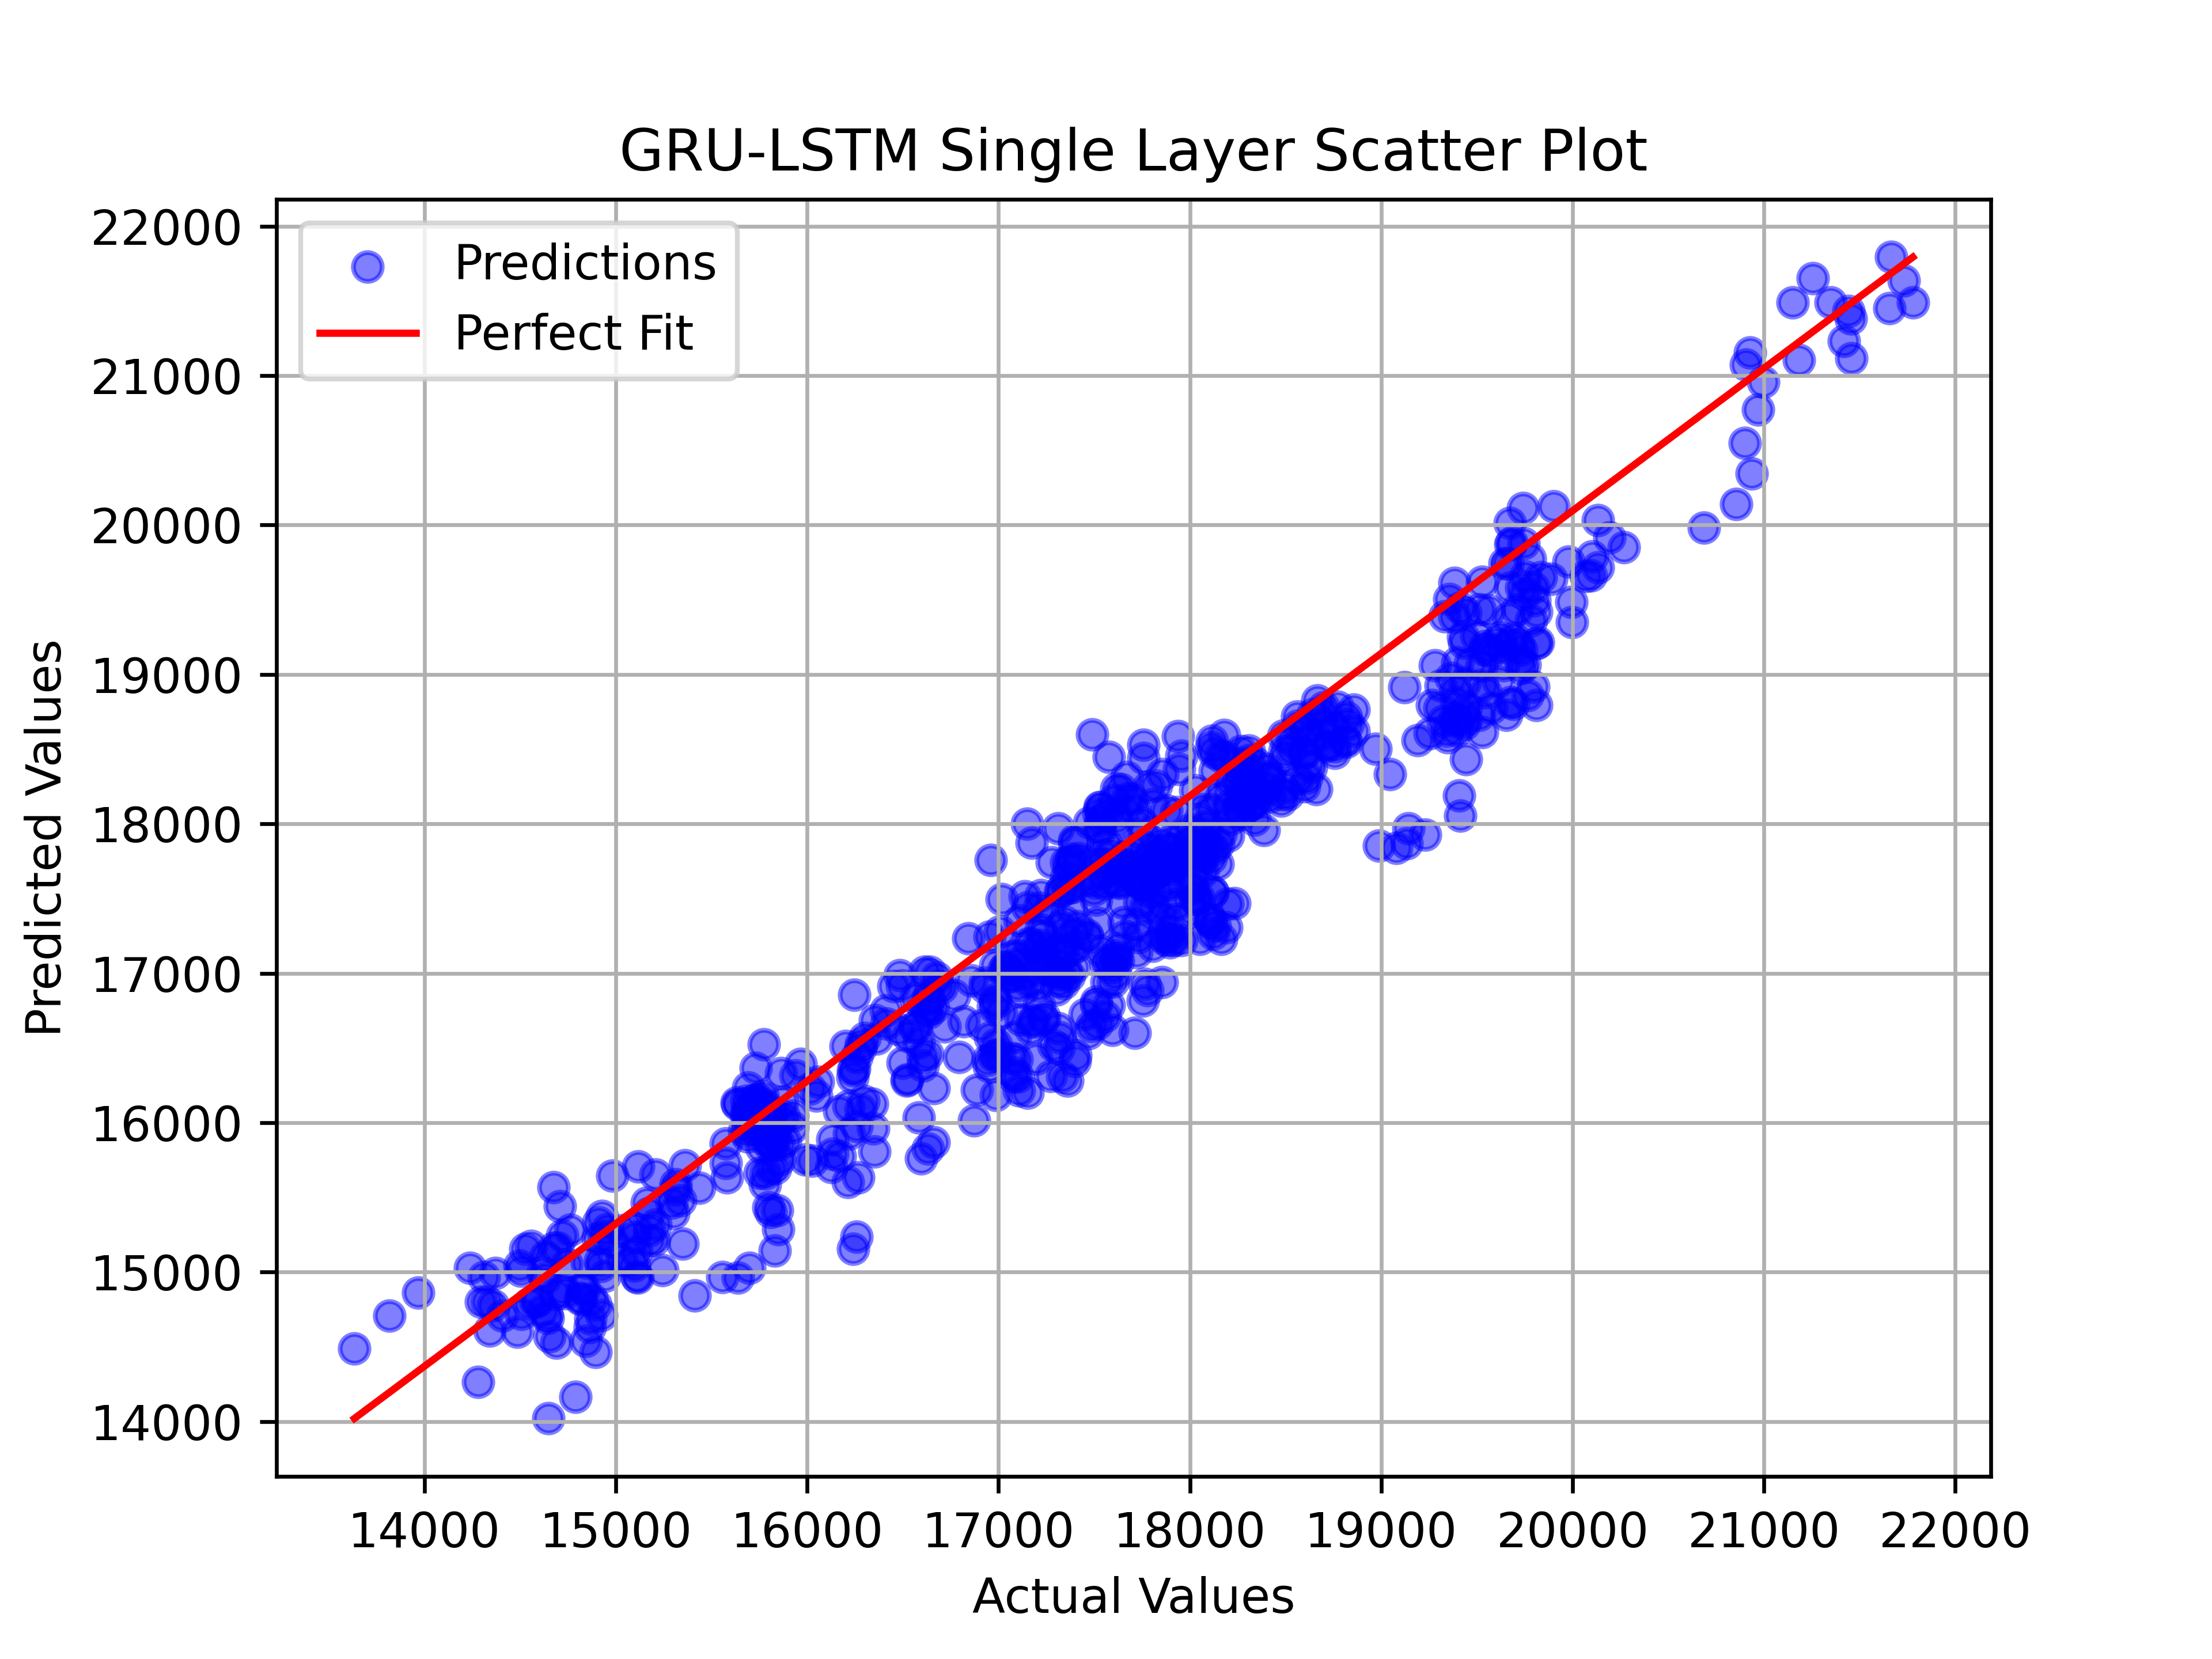 GRU-LSTM Single Layer Scatter Plot
Predictions
Perfect Fit
22000
21000
20000
19000
18000
17000
16000
15000
14000
Predicted Values
14000 15000 16000 17000 18000 19000 20000 21000 22000
Actual Values